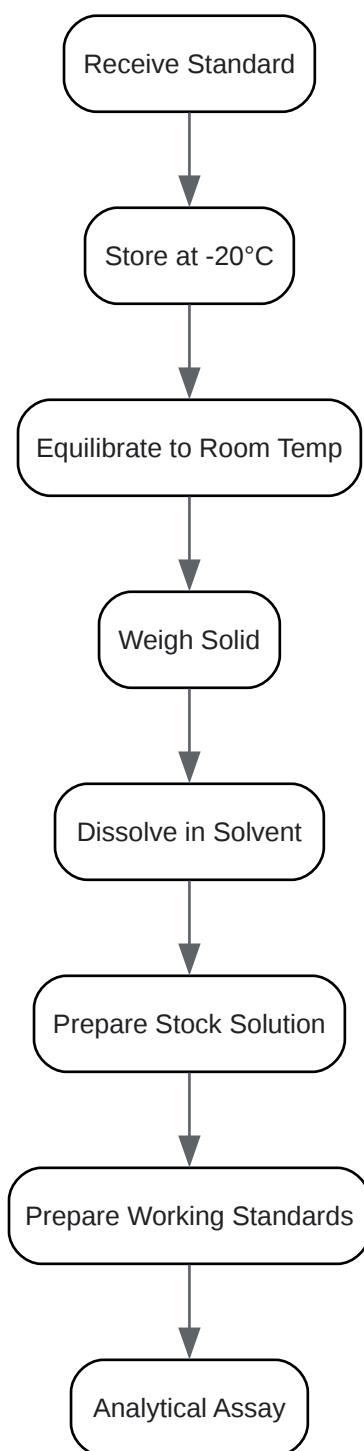 Receive Standard
Store at -20°C
Equilibrate to Room Temp
Weigh Solid
Dissolve in Solvent
Prepare Stock Solution
Prepare Working Standards
Analytical Assay